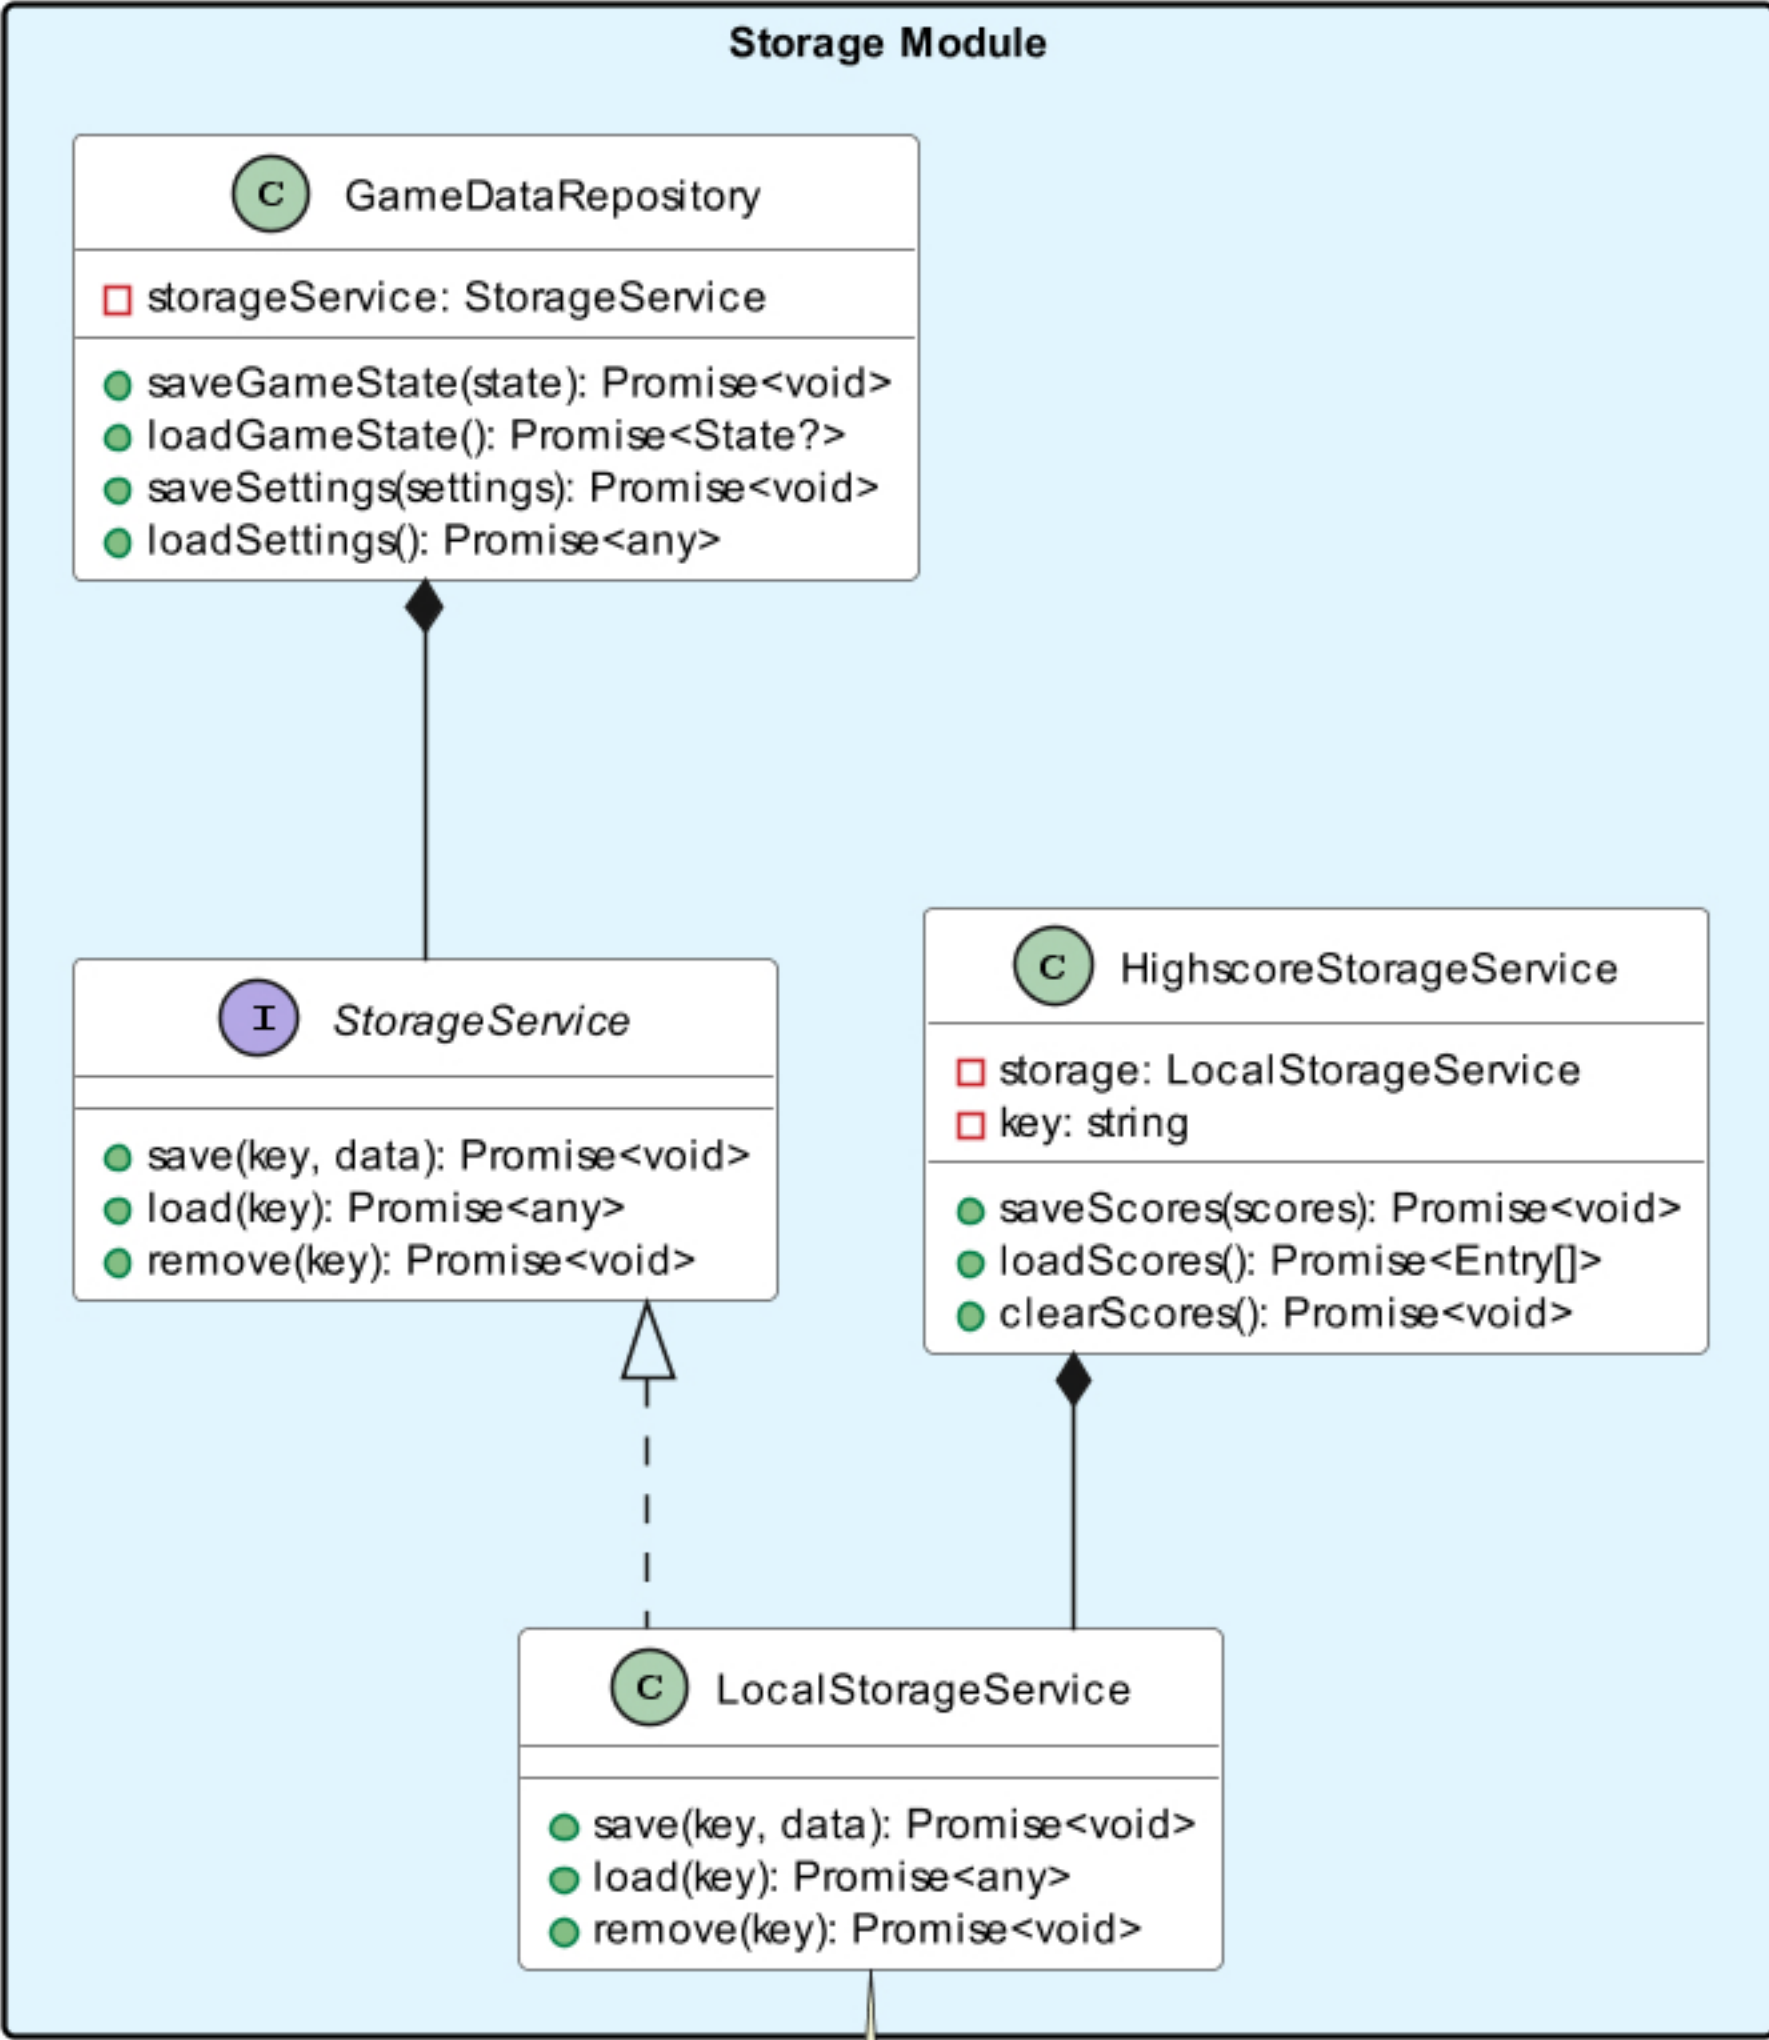 Storage Module
C GameDataRepository
storageService: StorageService
saveGameState(state): Promise<void>
loadGameState(): Promise<State?>
saveSettings(settings): Promise<void>
loadSettings(): Promise<any>
I StorageService
save(key, data): Promise<void>
load(key): Promise<any>
remove(key): Promise<void>
C HighscoreStorageService
storage: LocalStorageService
key: string
saveScores(scores): Promise<void>
loadScores(): Promise<Entry[]>
clearScores(): Promise<void>
C LocalStorageService
save(key, data): Promise<void>
load(key): Promise<any>
remove(key): Promise<void>